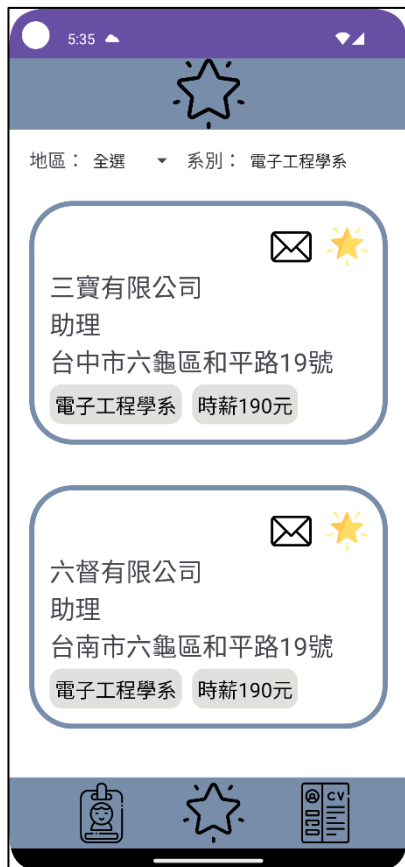 5:35
地區： 全選 系別： 電子工程學系
三寶有限公司
助理
台中市六龜區和平路19號
電子工程學系 時薪190元
六督有限公司
助理
台南市六龜區和平路19號
電子工程學系 時薪190元
CV